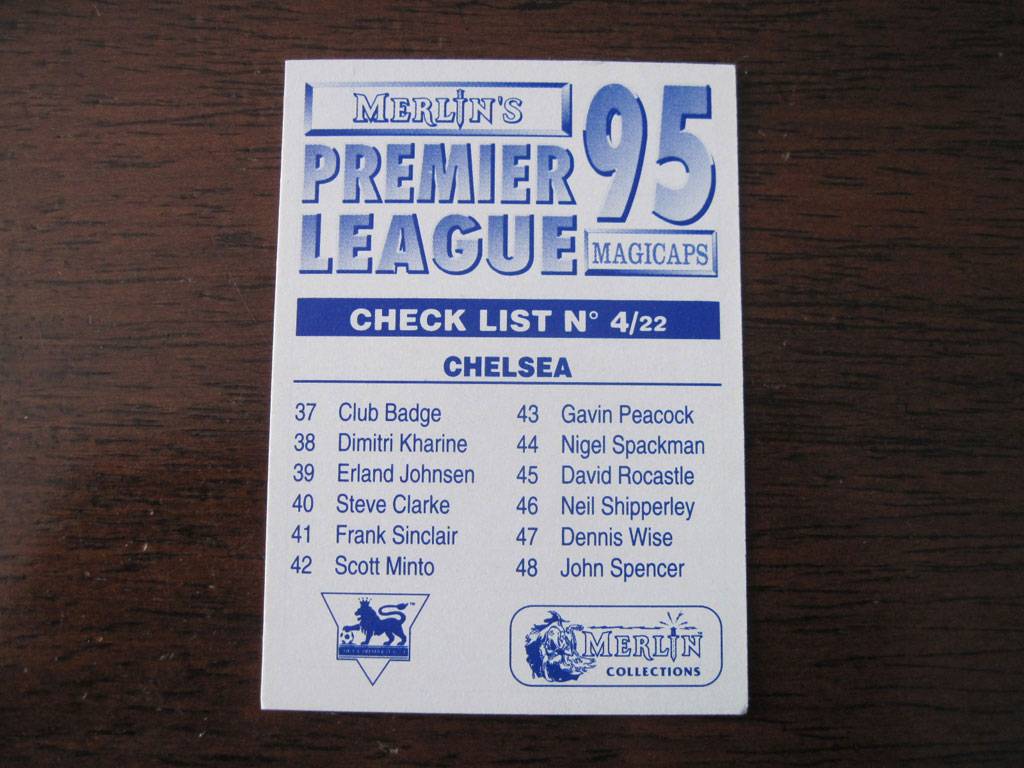 MERLIN'S
PREMIER
LEAGUE
95
MAGICAPS
CHECK LIST N° 4/22
CHELSEA
37 Club Badge
38 Dimitri Kharine
39 Erland Johnsen
40 Steve Clarke
41 Frank Sinclair
42 Scott Minto
43 Gavin Peacock
44 Nigel Spackman
45 David Rocastle
46 Neil Shipperley
47 Dennis Wise
48 John Spencer
MERLIN
COLLECTIONS